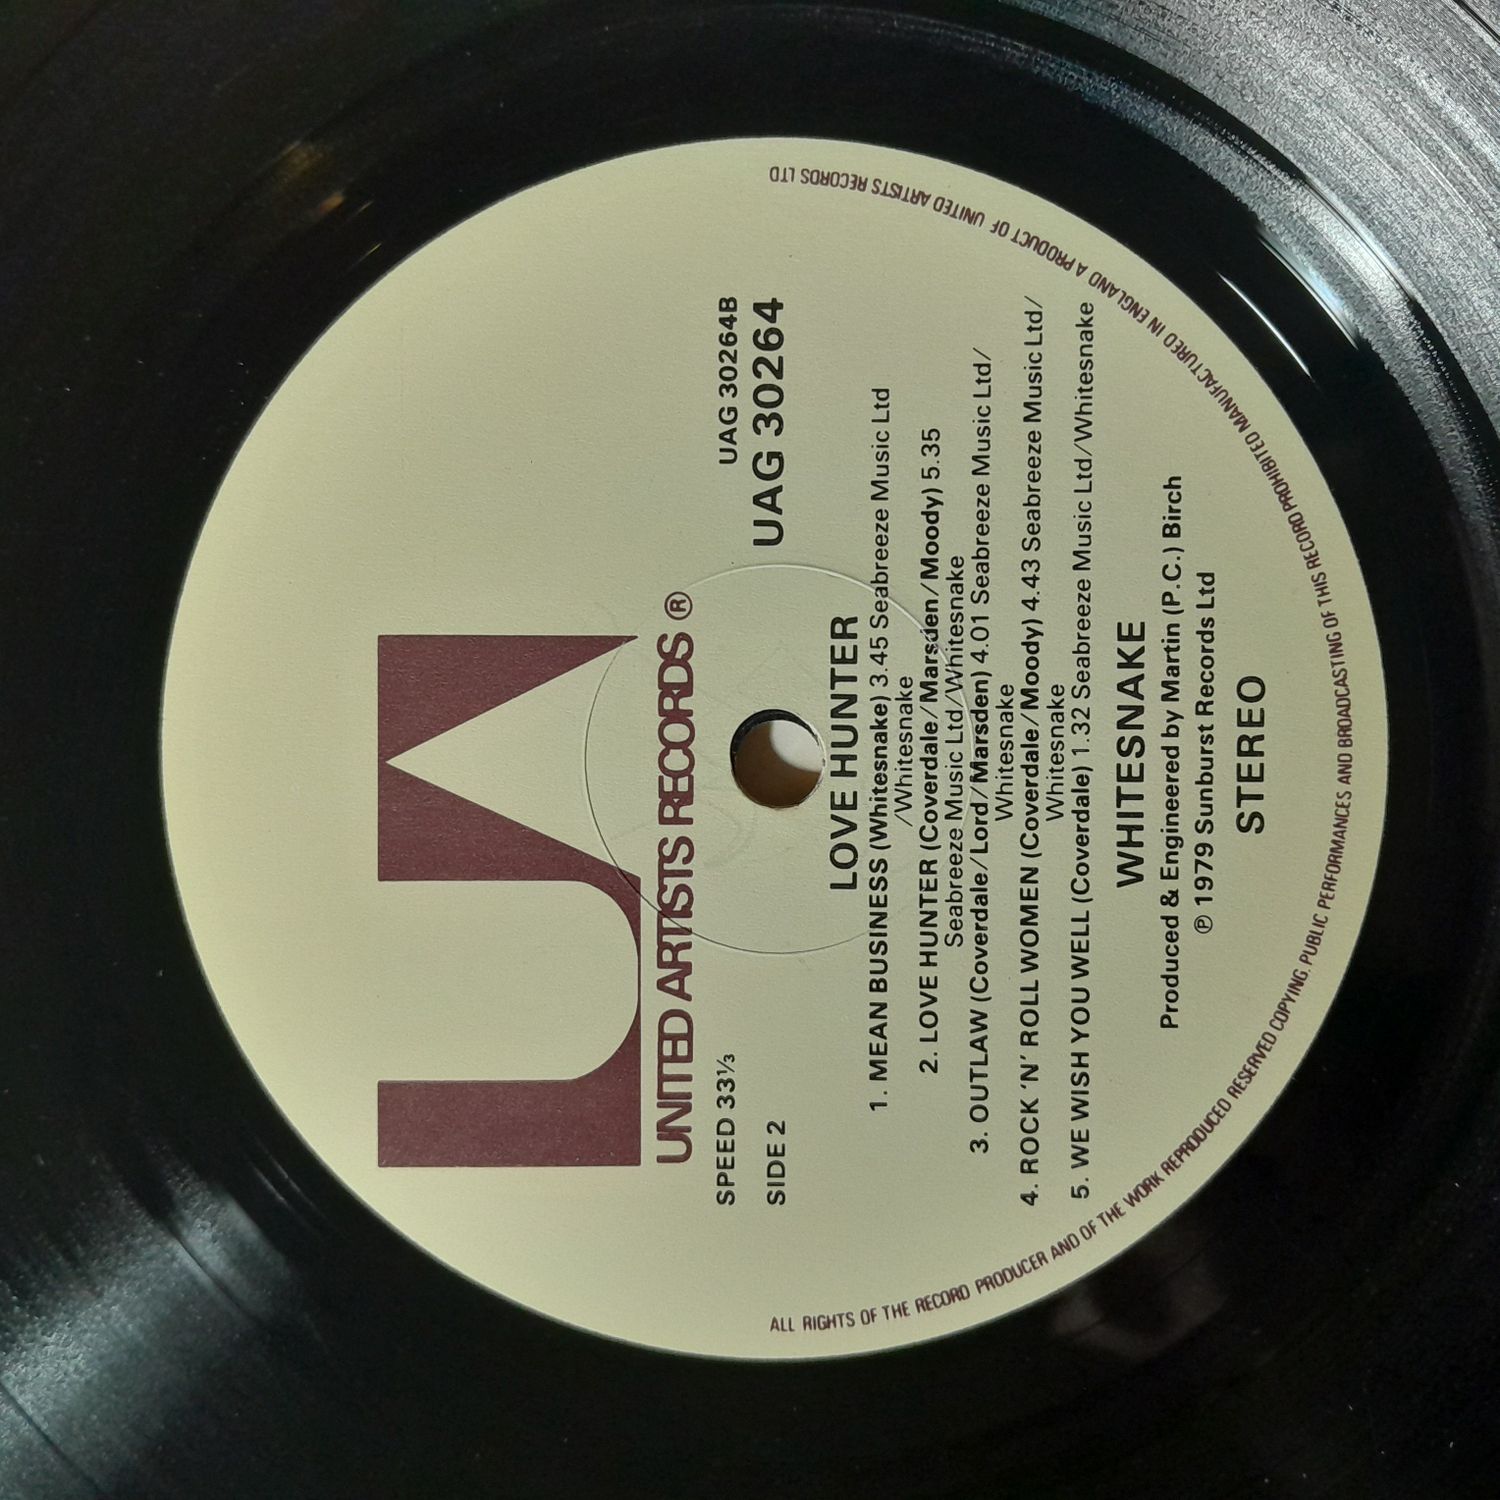 UNITED ARTISTS RECORDS ®
SPEED 33⅓
UAG 30264B
SIDE 2
UAG 30264
LOVE HUNTER
1. MEAN BUSINESS (Whitesnake) 3.45 Seabreeze Music Ltd
/Whitesnake
2. LOVE HUNTER (Coverdale/Marsden/Moody) 5.35
Seabreeze Music Ltd/Whitesnake
3. OUTLAW (Coverdale/Lord/Marsden) 4.01 Seabreeze Music Ltd/
Whitesnake
4. ROCK 'N' ROLL WOMEN (Coverdale/Moody) 4.43 Seabreeze Music Ltd/
Whitesnake
5. WE WISH YOU WELL (Coverdale) 1.32 Seabreeze Music Ltd/Whitesnake
WHITESNAKE
Produced & Engineered by Martin (P.C.) Birch
℗ 1979 Sunburst Records Ltd
STEREO
ALL RIGHTS OF THE RECORD PRODUCER AND OF THE WORK REPRODUCED RESERVED COPYING, PUBLIC PERFORMANCES AND BROADCASTING OF THIS RECORD PROHIBITED MANUFACTURED IN ENGLAND A PRODUCT OF UNITED ARTISTS RECORDS LTD